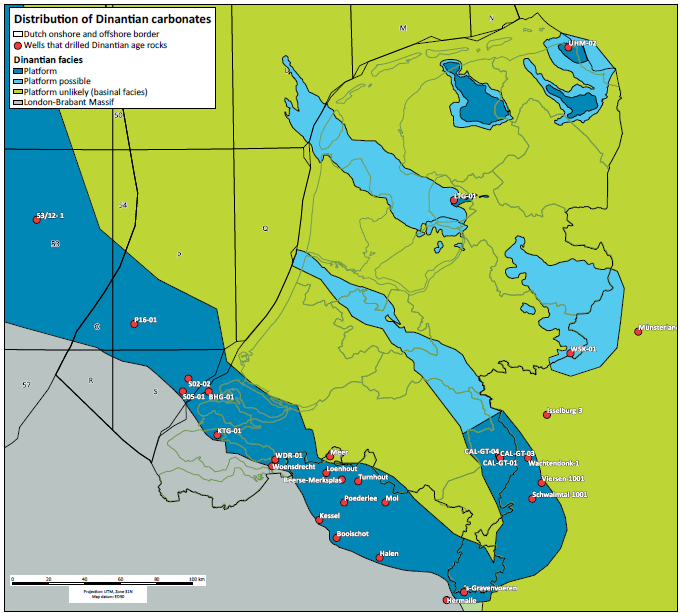 Distribution of Dinantian carbonates
Dutch onshore and offshore border
Wells that drilled Dinantian age rocks
Dinantian facies
Platform
Platform possible
Platform unlikely (basinal facies)
London-Brabant Massif
M
N
UHM-02
50
LTG-01
54
53/12- 1
53
Q
P
O
P16-01
Münsterlan
WSK-01
57
R
S
S02-02
S05-01
BHG-01
Isselburg-3
KTG-01
WDR-01
Meer
CAL-GT-04
CAL-GT-03
Woensdrecht
Loenhout
CAL-GT-01
Wachtendonk-1
Beerse-Merksplas
Turnhout
Viersen-1001
Poederlee
Mol
Schwalmtal-1001
Kessel
Booischot
Halen
's-Gravenvoeren
Hermalle
0 20 40 60 80 100 km
Projection: UTM, Zone 31N
Map datum: ED50